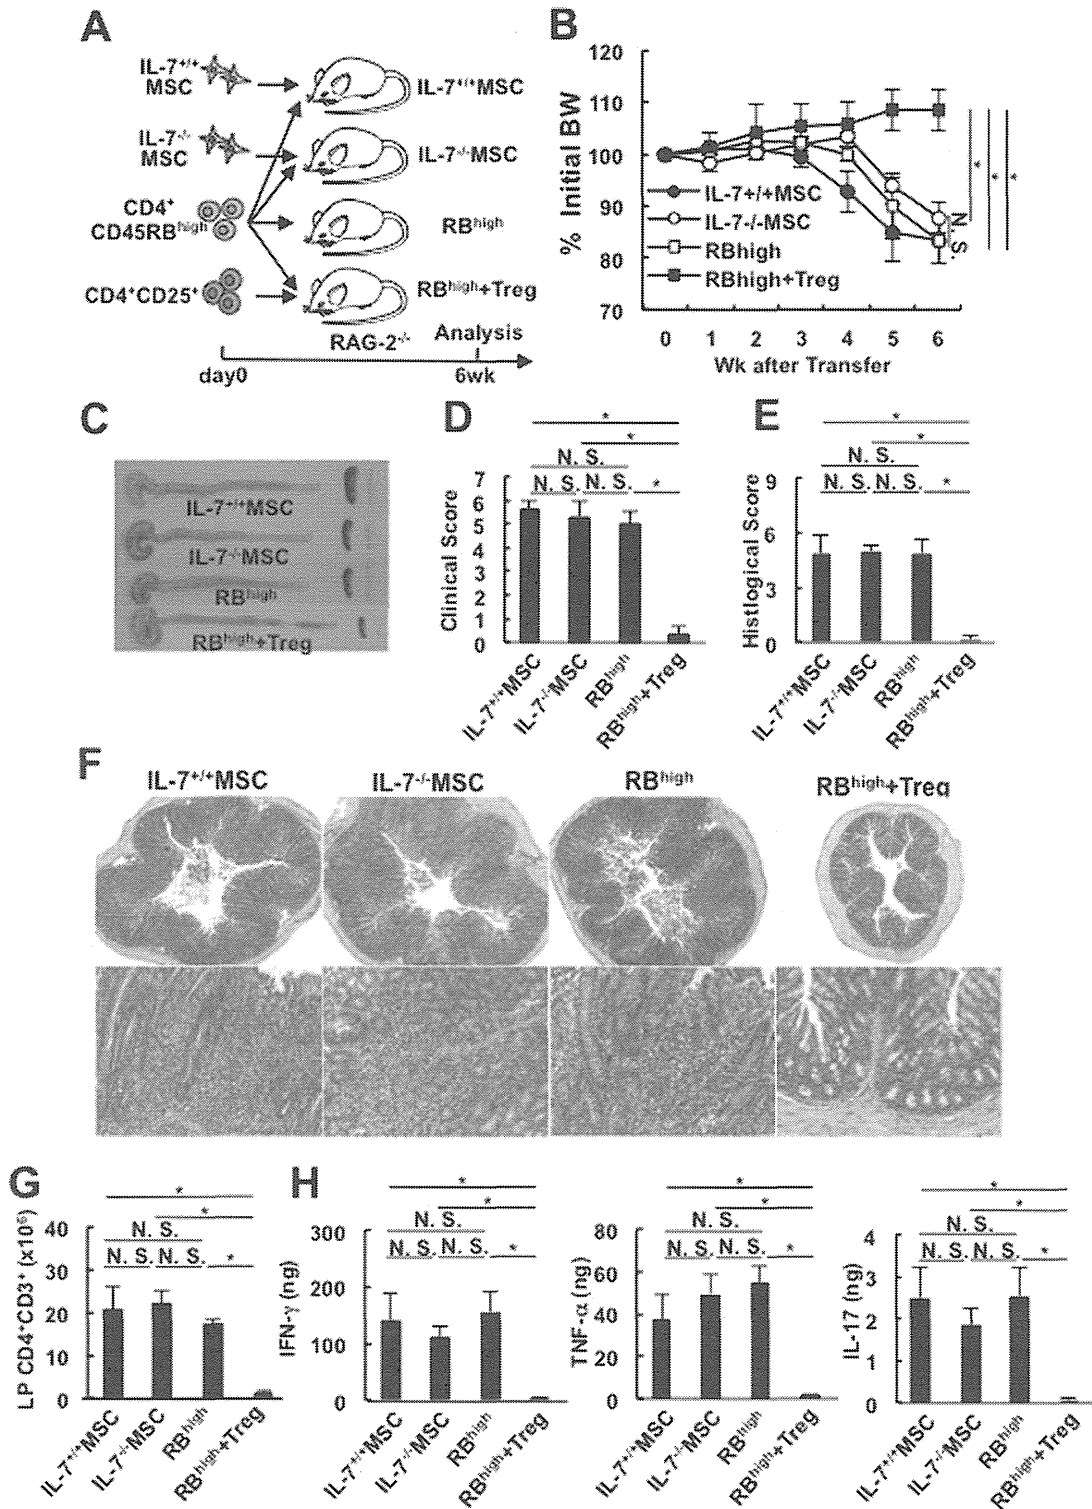 A
IL-7+/+
MSC
IL-7+/+MSC
IL-7-/-
MSC
IL-7-/-MSC
CD4+
CD45RBhigh
RBhigh
CD4+CD25+
RBhigh+Treg
RAG-2-/-
Analysis
day0
6wk
B
120
110
100
90
80
70
% Initial BW
IL-7+/+MSC
IL-7-/-MSC
RBhigh
RBhigh+Treg
N. S.
* * *
0 1 2 3 4 5 6
Wk after Transfer
C
IL-7+/+MSC
IL-7-/-MSC
RBhigh
RBhigh+Treg
D
*
*
N. S.
N. S. N. S. *
7
6
5
4
3
2
1
0
Clinical Score
IL-7+/+MSC
IL-7-/-MSC
RBhigh
RBhigh+Treg
E
*
*
N. S.
N. S. N. S. *
9
6
3
0
Histlogical Score
IL-7+/+MSC
IL-7-/-MSC
RBhigh
RBhigh+Treg
F
IL-7+/+MSC
IL-7-/-MSC
RBhigh
RBhigh+Treg
G
*
*
N. S.
N. S. N. S. *
40
30
20
10
0
LP CD4+CD3+ (x10⁶)
IL-7+/+MSC
IL-7-/-MSC
RBhigh
RBhigh+Treg
H
*
*
N. S.
N. S. N. S. *
300
200
100
0
IFN-γ (ng)
IL-7+/+MSC
IL-7-/-MSC
RBhigh
RBhigh+Treg
*
*
N. S.
N. S. N. S. *
80
60
40
20
0
TNF-α (ng)
IL-7+/+MSC
IL-7-/-MSC
RBhigh
RBhigh+Treg
*
*
N. S.
N. S. N. S. *
4
3
2
1
0
IL-17 (ng)
IL-7+/+MSC
IL-7-/-MSC
RBhigh
RBhigh+Treg